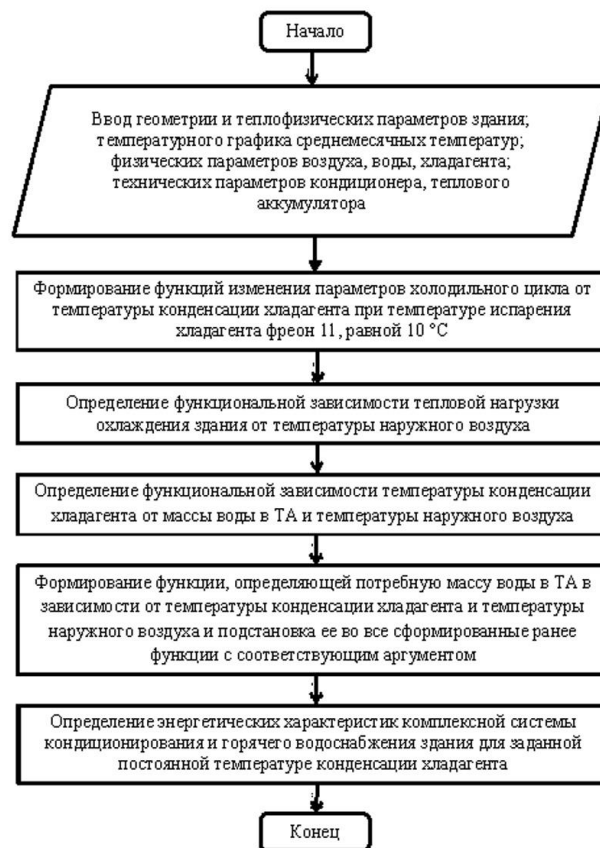 Начало
Ввод геометрии и теплофизических параметров здания;
температурного графика среднемесячных температур;
физических параметров воздуха, воды, хладагента;
технических параметров кондиционера, теплового
аккумулятора
Формирование функций изменения параметров холодильного цикла от
температуры конденсации хладагента при температуре испарения
хладагента фреон 11, равной 10 °C
Определение функциональной зависимости тепловой нагрузки
охлаждения здания от температуры наружного воздуха
Определение функциональной зависимости температуры конденсации
хладагента от массы воды в ТА и температуры наружного воздуха
Формирование функции, определяющей потребную массу воды в ТА в
зависимости от температуры конденсации хладагента и температуры
наружного воздуха и подстановка ее во все сформированные ранее
функции с соответствующим аргументом
Определение энергетических характеристик комплексной системы
кондиционирования и горячего водоснабжения здания для заданной
постоянной температуре конденсации хладагента
Конец